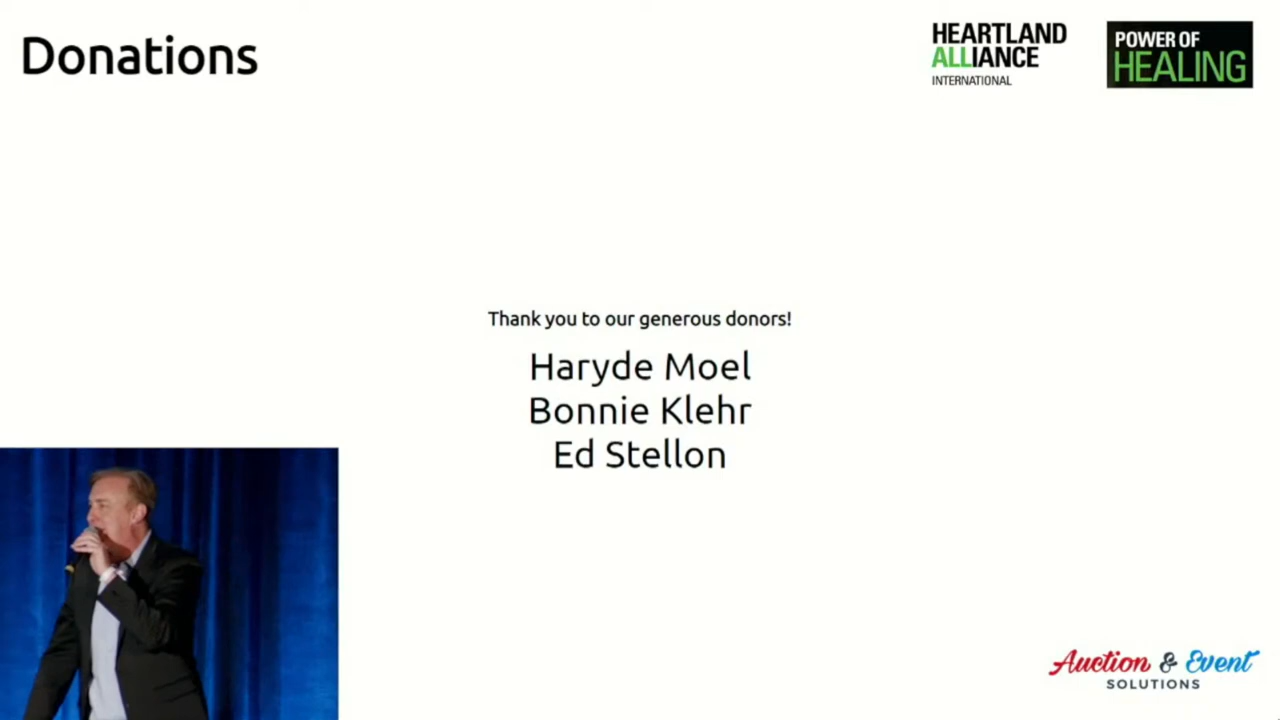 Donations
HEARTLAND
ALLIANCE
INTERNATIONAL
POWER OF
HEALING
Thank you to our generous donors!
Haryde Moel
Bonnie Klehr
Ed Stellon
Auction & Event
SOLUTIONS